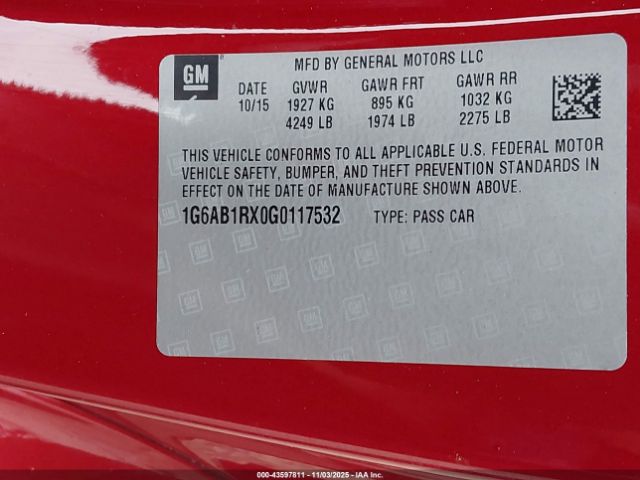 GM
MFD BY GENERAL MOTORS LLC
DATE GVWR GAWR FRT GAWR RR
10/15 1927 KG 895 KG 1032 KG
4249 LB 1974 LB 2275 LB
THIS VEHICLE CONFORMS TO ALL APPLICABLE U.S. FEDERAL MOTOR
VEHICLE SAFETY, BUMPER, AND THEFT PREVENTION STANDARDS IN
EFFECT ON THE DATE OF MANUFACTURE SHOWN ABOVE.
1G6AB1RX0G0117532 TYPE: PASS CAR
000-43597811 - 11/03/2025 - IAA Inc.